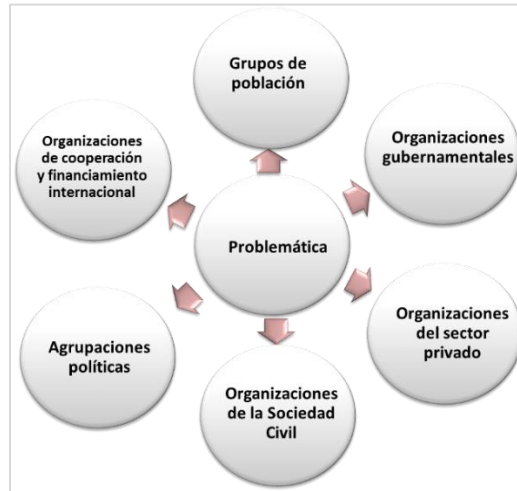 Grupos de
población
Organizaciones
gubernamentales
Organizaciones
del sector
privado
Organizaciones
de la Sociedad
Civil
Agrupaciones
políticas
Organizaciones
de cooperación
y financiamiento
internacional
Problemática